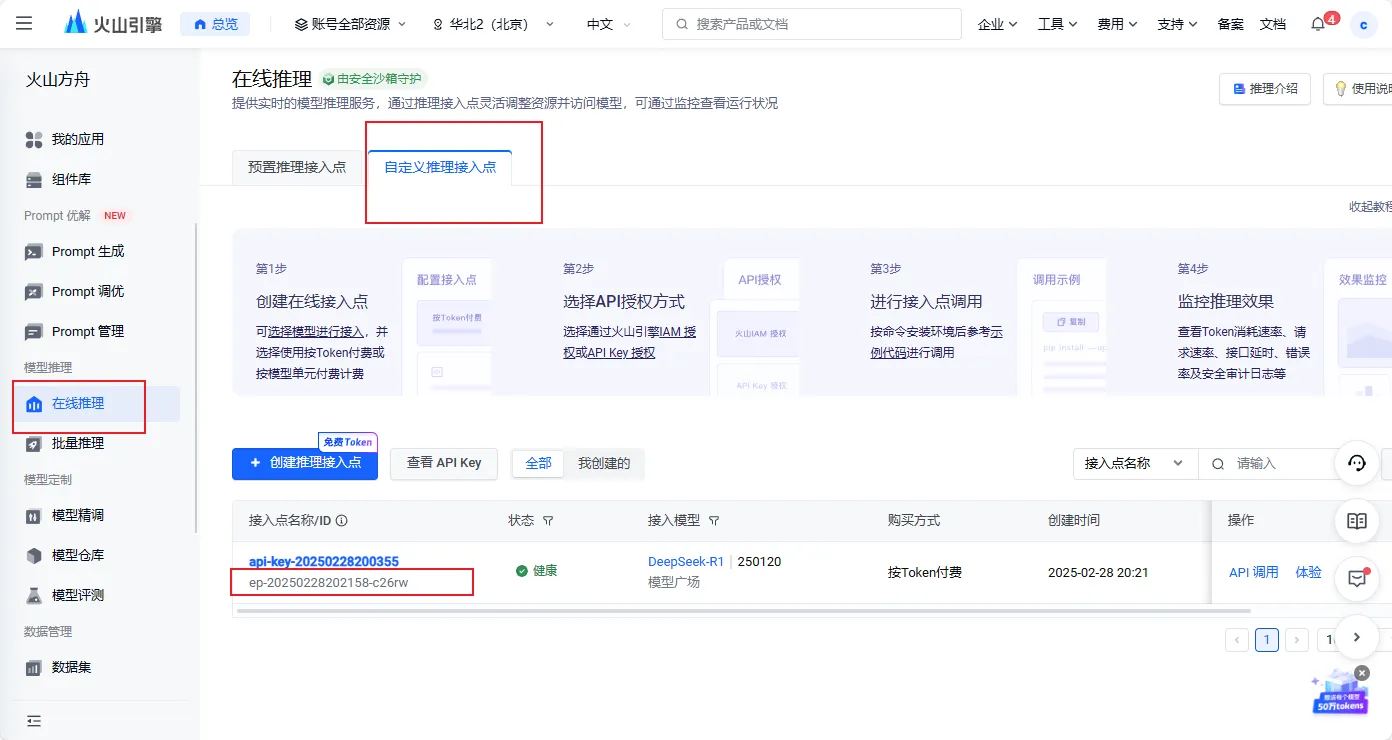 火山引擎
总览
账号全部资源
华北2（北京）
中文
搜索产品或文档
企业
工具
费用
支持
备案
文档
4
c
火山方舟
我的应用
组件库
Prompt 优解 NEW
Prompt 生成
Prompt 调优
Prompt 管理
模型推理
在线推理
批量推理
模型定制
模型精调
模型仓库
模型评测
数据管理
数据集
在线推理 由安全沙箱守护
提供实时的模型推理服务，通过推理接入点灵活调整资源并访问模型，可通过监控查看运行状况
推理介绍
使用说明
预置推理接入点
自定义推理接入点
收起教程
第1步
创建在线接入点
可选择模型进行接入，并
选择使用按Token付费或
按模型单元付费计费
配置接入点
按Token付费
第2步
选择API授权方式
选择通过火山引擎IAM 授
权或API Key 授权
API授权
火山IAM 授权
API Key 授权
第3步
进行接入点调用
按命令安装环境后参考示
例代码进行调用
调用示例
复制
pip install
第4步
监控推理效果
查看Token消耗速率、请
求速率、接口延时、错误
率及安全审计日志等
效果监控
免费Token
+ 创建推理接入点
查看 API Key
全部
我创建的
接入点名称
请输入
接入点名称/ID
状态
接入模型
购买方式
创建时间
操作
api-key-20250228200355
ep-20250228202158-c26rw
健康
DeepSeek-R1 250120
模型广场
按Token付费
2025-02-28 20:21
API 调用
体验
1
50万tokens